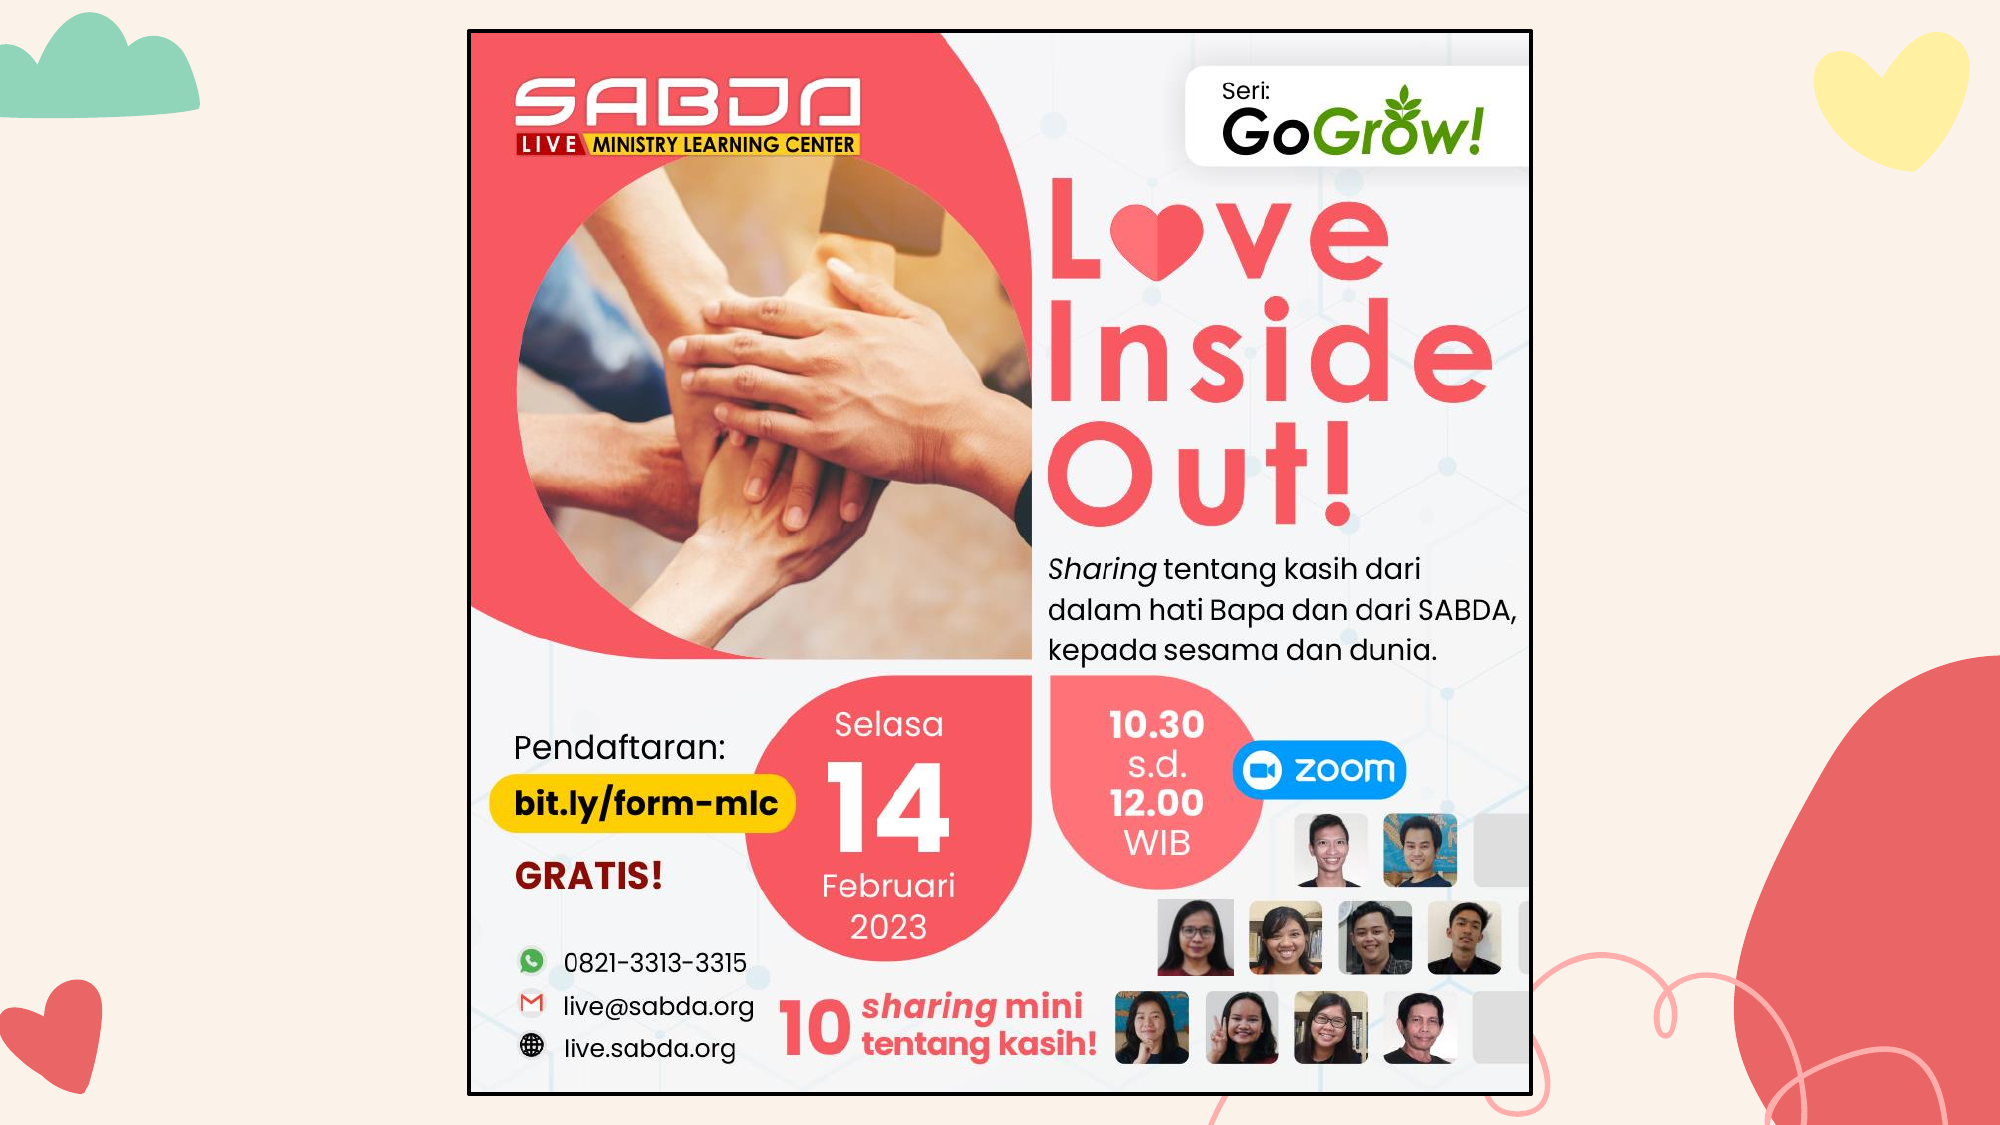 SABDA
LIVE MINISTRY LEARNING CENTER
Seri:
GoGrow!
Love
Inside
Out!
Sharing tentang kasih dari
dalam hati Bapa dan dari SABDA,
kepada sesama dan dunia.
Pendaftaran:
bit.ly/form-mlc
GRATIS!
Selasa
14
Februari
2023
10.30
s.d.
12.00
WIB
zoom
0821-3313-3315
live@sabda.org
live.sabda.org
10 sharing mini
tentang kasih!